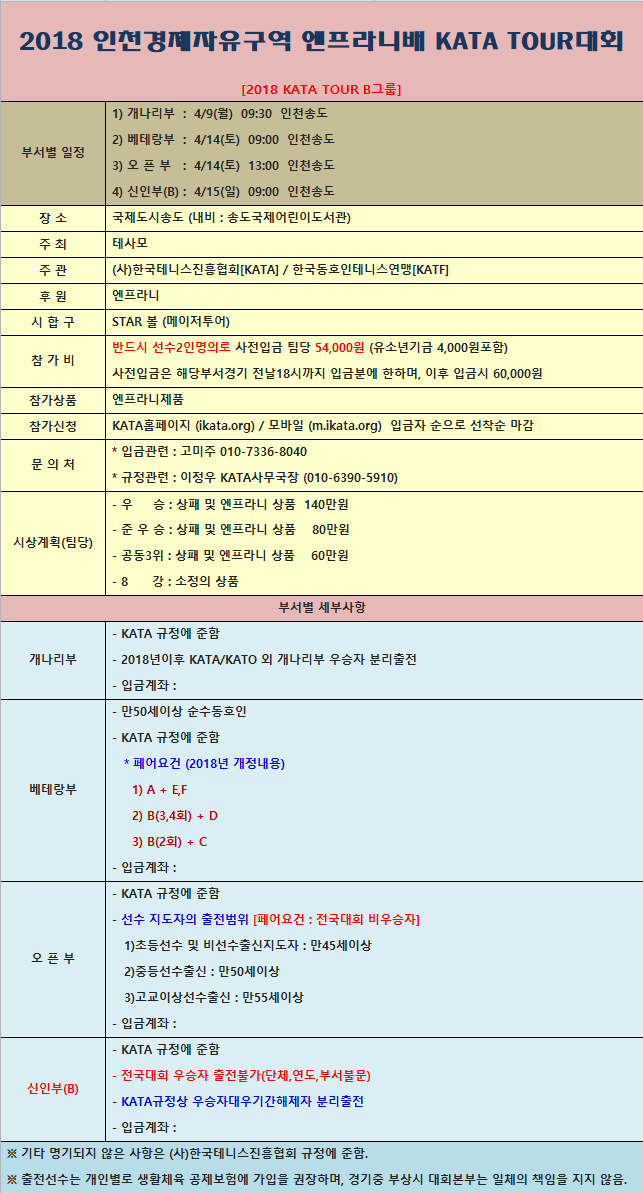 2018 인천경제자유구역 엔프라니배 KATA TOUR대회
[2018 KATA TOUR B그룹]
부서별 일정
1) 개나리부 : 4/9(월) 09:30 인천송도
2) 베테랑부 : 4/14(토) 09:00 인천송도
3) 오 픈 부 : 4/14(토) 13:00 인천송도
4) 신인부(B) : 4/15(일) 09:00 인천송도
장 소 국제도시송도 (내비 : 송도국제어린이도서관)
주 최 테사모
주 관 (사)한국테니스진흥협회[KATA] / 한국동호인테니스연맹[KATF]
후 원 엔프라니
시 합 구 STAR 볼 (메이저투어)
참 가 비
반드시 선수2인명의로 사전입금 팀당 54,000원 (유소년기금 4,000원포함)
사전입금은 해당부서경기 전날18시까지 입금분에 한하며, 이후 입금시 60,000원
참가상품 엔프라니제품
참가신청 KATA홈페이지 (ikata.org) / 모바일 (m.ikata.org) 입금자 순으로 선착순 마감
문 의 처
* 입금관련 : 고미주 010-7336-8040
* 규정관련 : 이정우 KATA사무국장 (010-6390-5910)
시상계획(팀당)
- 우 승 : 상패 및 엔프라니 상품 140만원
- 준 우 승 : 상패 및 엔프라니 상품 80만원
- 공동3위 : 상패 및 엔프라니 상품 60만원
- 8 강 : 소정의 상품
부서별 세부사항
개나리부
- KATA 규정에 준함
- 2018년이후 KATA/KATO 외 개나리부 우승자 분리출전
- 입금계좌 :
베테랑부
- 만50세이상 순수동호인
- KATA 규정에 준함
* 페어요건 (2018년 개정내용)
1) A + E,F
2) B(3,4회) + D
3) B(2회) + C
- 입금계좌 :
오 픈 부
- KATA 규정에 준함
- 선수 지도자의 출전범위 [페어요건 : 전국대회 비우승자]
1)초등선수 및 비선수출신지도자 : 만45세이상
2)중등선수출신 : 만50세이상
3)고교이상선수출신 : 만55세이상
- 입금계좌 :
신인부(B)
- KATA 규정에 준함
- 전국대회 우승자 출전불가(단체,연도,부서불문)
- KATA규정상 우승자대우기간해제자 분리출전
- 입금계좌 :
※ 기타 명기되지 않은 사항은 (사)한국테니스진흥협회 규정에 준함.
※ 출전선수는 개인별로 생활체육 공제보험에 가입을 권장하며, 경기중 부상시 대회본부는 일체의 책임을 지지 않음.